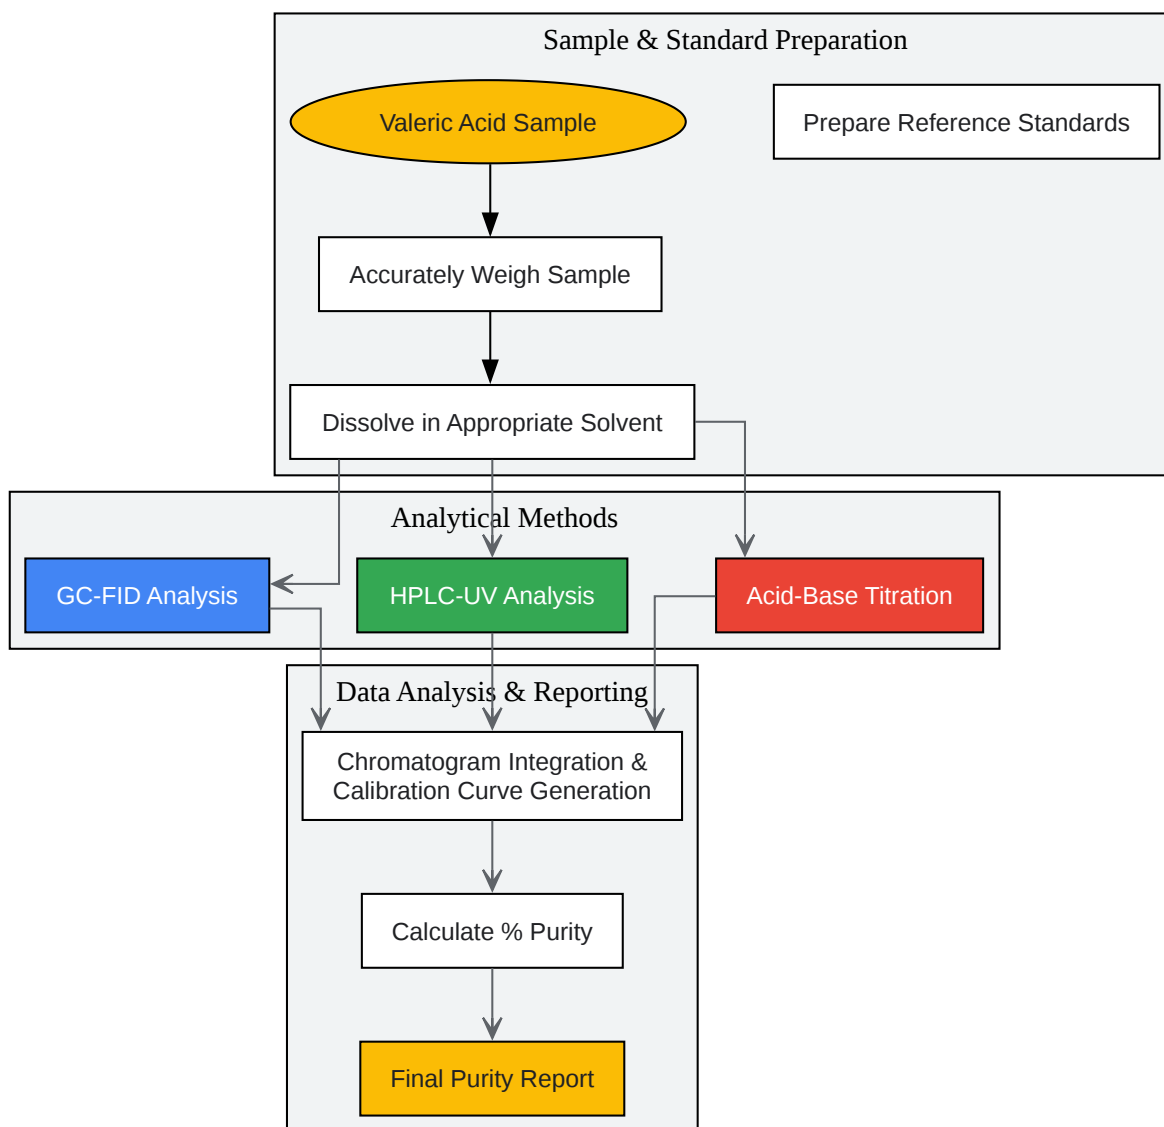 Sample & Standard Preparation
Valeric Acid Sample
Prepare Reference Standards
Accurately Weigh Sample
Dissolve in Appropriate Solvent
Analytical Methods
GC-FID Analysis
HPLC-UV Analysis
Acid-Base Titration
Data Analysis & Reporting
Chromatogram Integration &
Calibration Curve Generation
Calculate % Purity
Final Purity Report